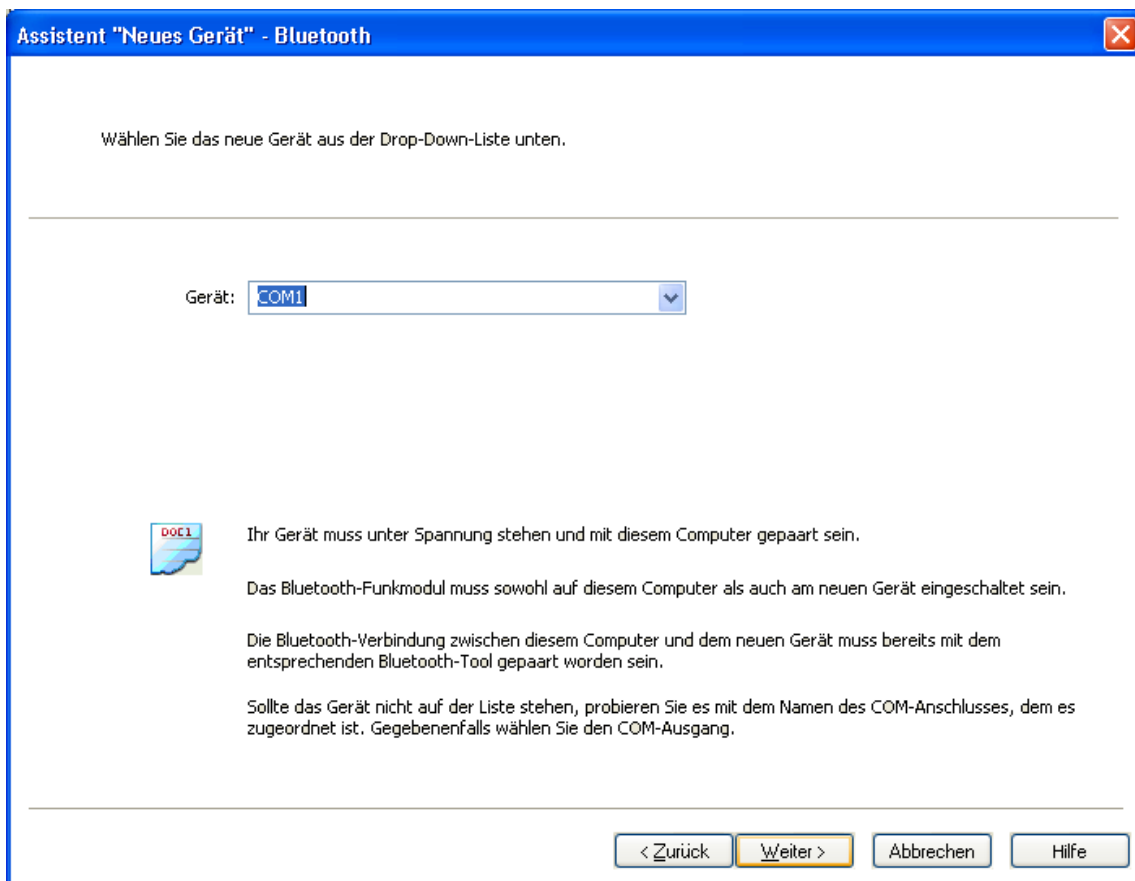 Assistent "Neues Gerät" - Bluetooth
Wählen Sie das neue Gerät aus der Drop-Down-Liste unten.
Gerät: COM1
DOC1
Ihr Gerät muss unter Spannung stehen und mit diesem Computer gepaart sein.
Das Bluetooth-Funkmodul muss sowohl auf diesem Computer als auch am neuen Gerät eingeschaltet sein.
Die Bluetooth-Verbindung zwischen diesem Computer und dem neuen Gerät muss bereits mit dem
entsprechenden Bluetooth-Tool gepaart worden sein.
Sollte das Gerät nicht auf der Liste stehen, probieren Sie es mit dem Namen des COM-Anschlusses, dem es
zugeordnet ist. Gegebenenfalls wählen Sie den COM-Ausgang.
< Zurück Weiter > Abbrechen Hilfe